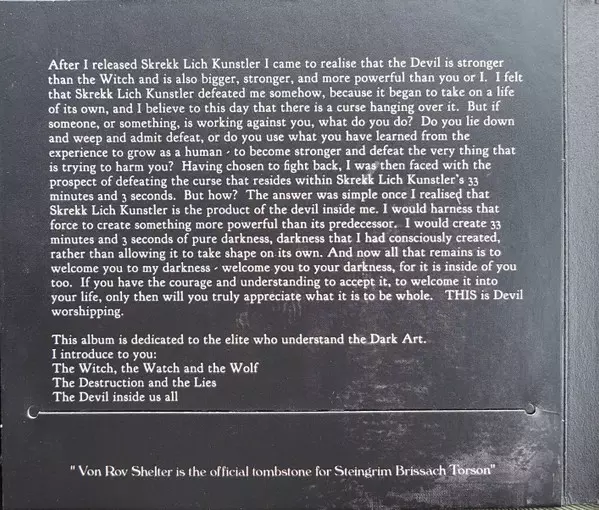 After I released Skrekk Lich Kunstler I came to realise that the Devil is stronger
than the Witch and is also bigger, stronger, and more powerful than you or I. I felt
that Skrekk Lich Kunstler defeated me somehow, because it began to take on a life
of its own, and I believe to this day that there is a curse hanging over it. But if
someone, or something, is working against you, what do you do? Do you lie down
and weep and admit defeat, or do you use what you have learned from the
experience to grow as a human - to become stronger and defeat the very thing that
is trying to harm you? Having chosen to fight back, I was then faced with the
prospect of defeating the curse that resides within Skrekk Lich Kunstler's 33
minutes and 3 seconds. But how? The answer was simple once I realised that
Skrekk Lich Kunstler is the product of the devil inside me. I would harness that
force to create something more powerful than its predecessor. I would create 33
minutes and 3 seconds of pure darkness, darkness that I had consciously created,
rather than allowing it to take shape on its own. And now all that remains is to
welcome you to my darkness - welcome you to your darkness, for it is inside of you
too. If you have the courage and understanding to accept it, to welcome it into
your life, only then will you truly appreciate what it is to be whole. THIS is Devil
worshipping.
This album is dedicated to the elite who understand the Dark Art.
I introduce to you:
The Witch, the Watch and the Wolf
The Destruction and the Lies
The Devil inside us all
" Von Rov Shelter is the official tombstone for Steingrim Brissach Torson"